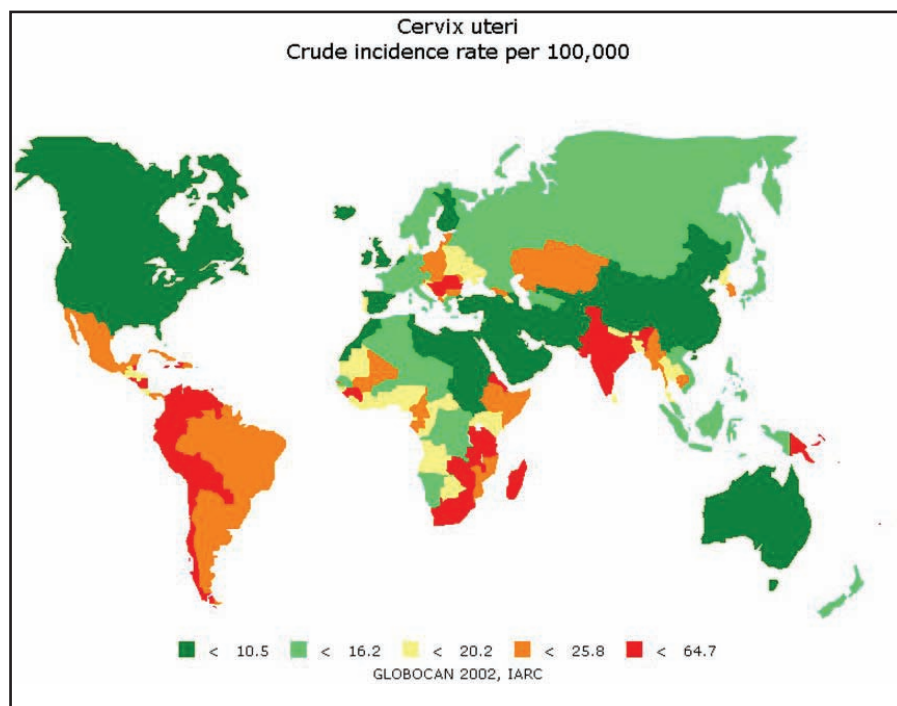 Cervix uteri
Crude incidence rate per 100,000
< 10.5 < 16.2 < 20.2 < 25.8 < 64.7
GLOBOCAN 2002, IARC